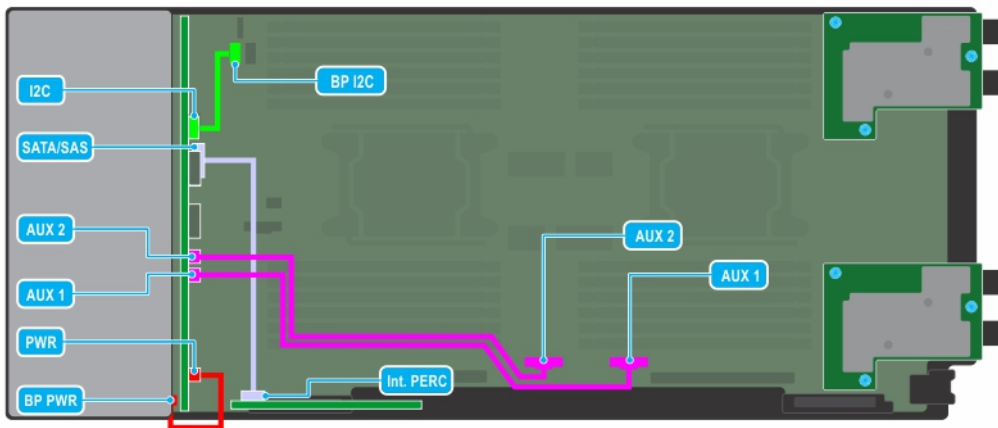 BP I2C
I2C
SATA/SAS
AUX 2
AUX 2
AUX 1
AUX 1
PWR
Int. PERC
BP PWR